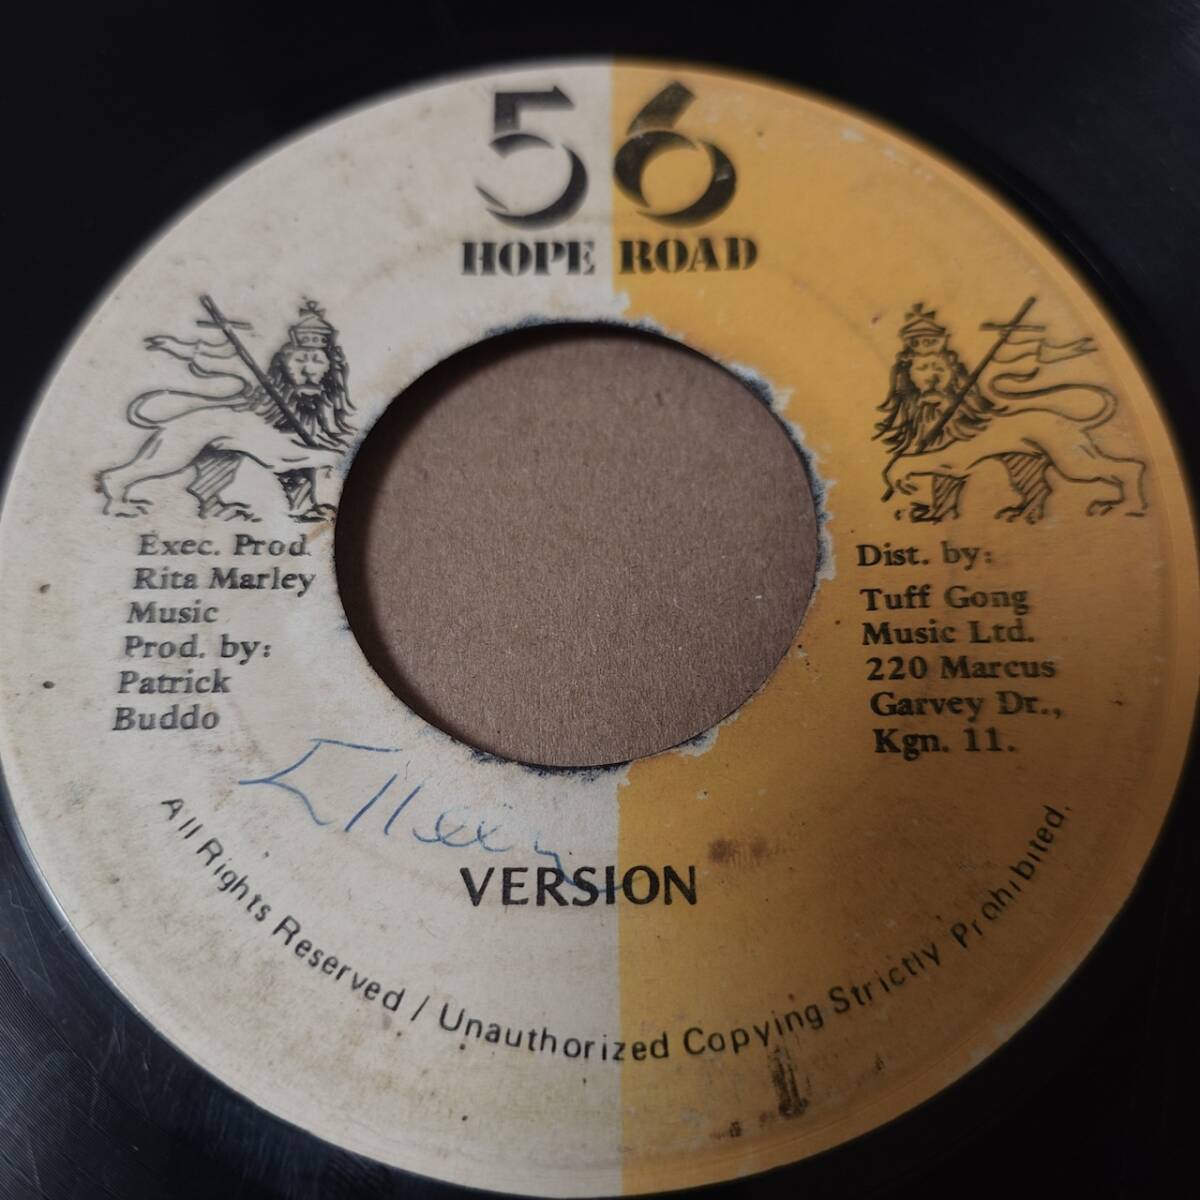 56
HOPE ROAD
Exec. Prod.
Rita Marley
Music
Prod. by:
Patrick
Buddo
Dist. by:
Tuff Gong
Music Ltd.
220 Marcus
Garvey Dr.,
Kgn. 11.
VERSION
All Rights Reserved / Unauthorized Copying Strictly Prohibited.